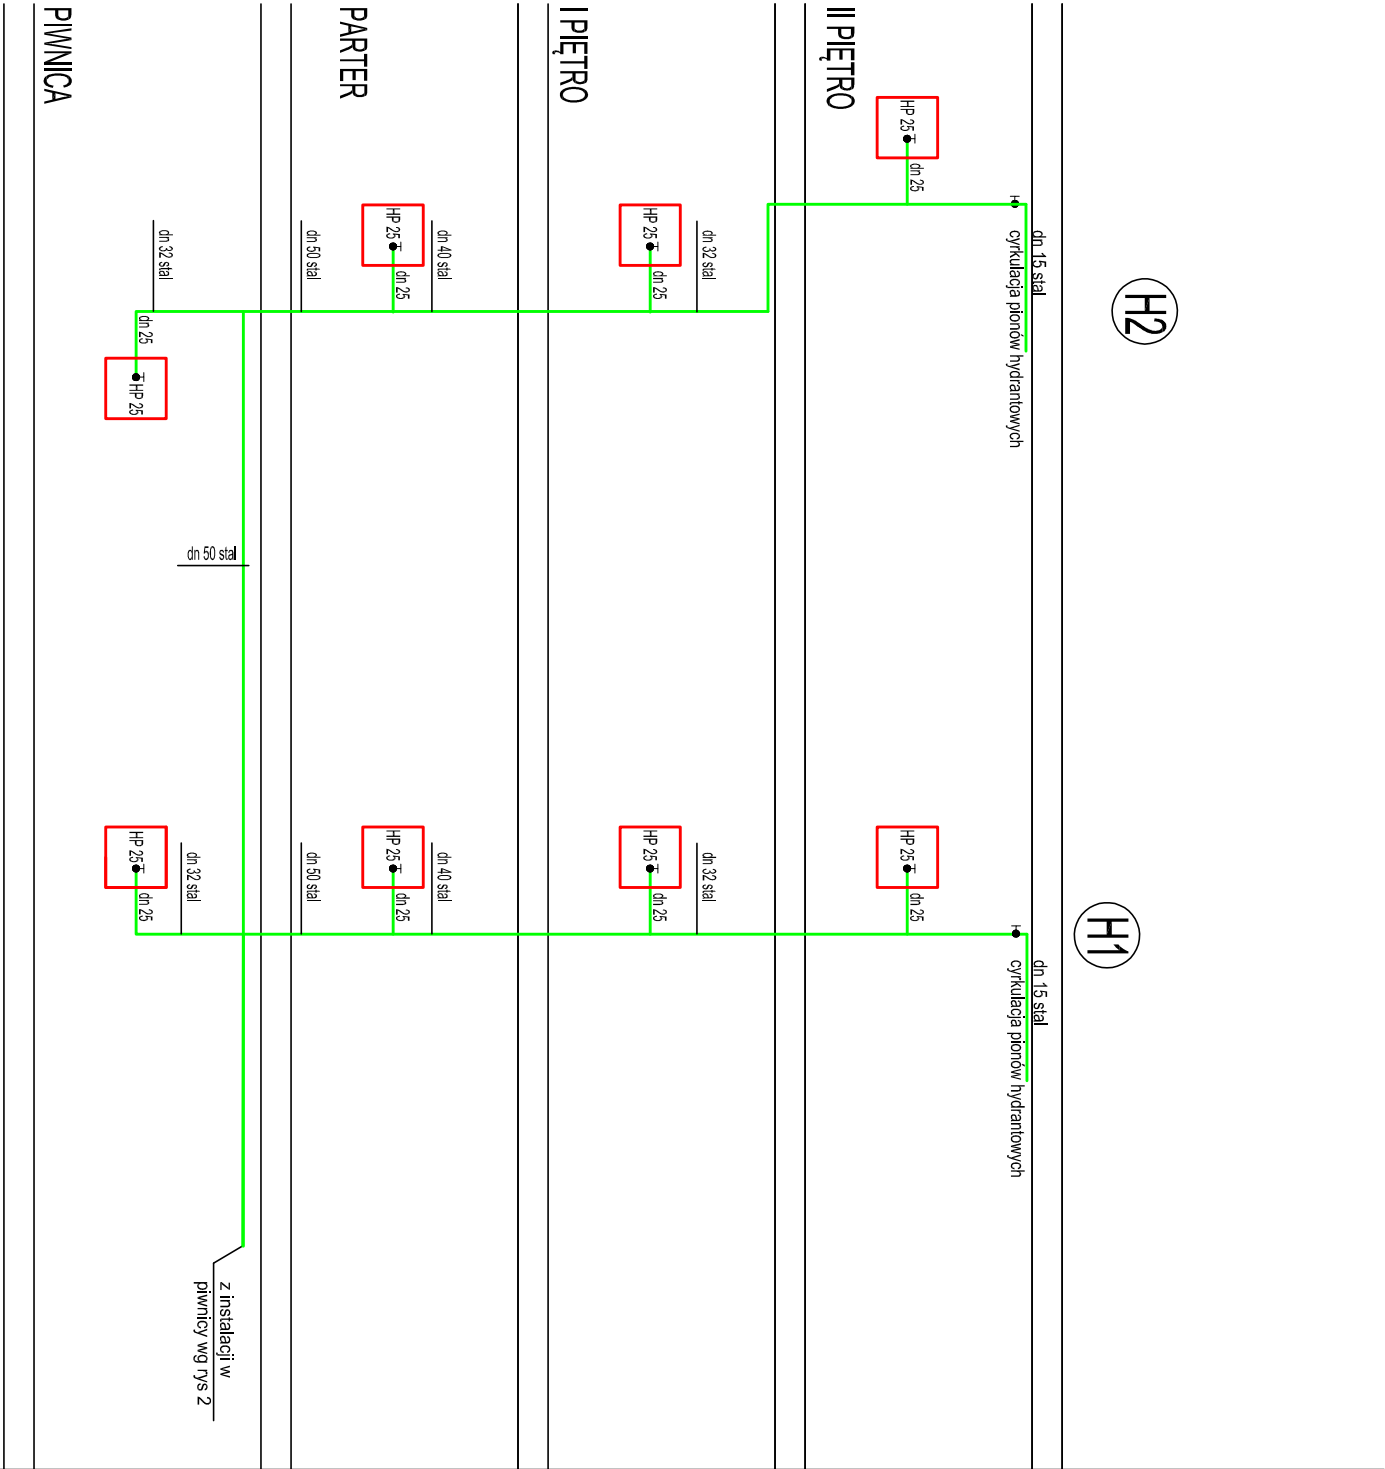 H2
H1
dn 15 stal
cyrkulacja pionów hydrantowych
dn 15 stal
cyrkulacja pionów hydrantowych
II PIĘTRO
HP 25
dn 25
HP 25
dn 25
dn 32 stal
dn 32 stal
I PIĘTRO
HP 25
dn 25
HP 25
dn 25
dn 40 stal
dn 40 stal
PARTER
HP 25
dn 25
HP 25
dn 25
dn 50 stal
dn 50 stal
dn 50 stal
z instalacji w
piwnicy wg rys 2
dn 32 stal
dn 32 stal
PIWNICA
dn 25
HP 25
HP 25
dn 25